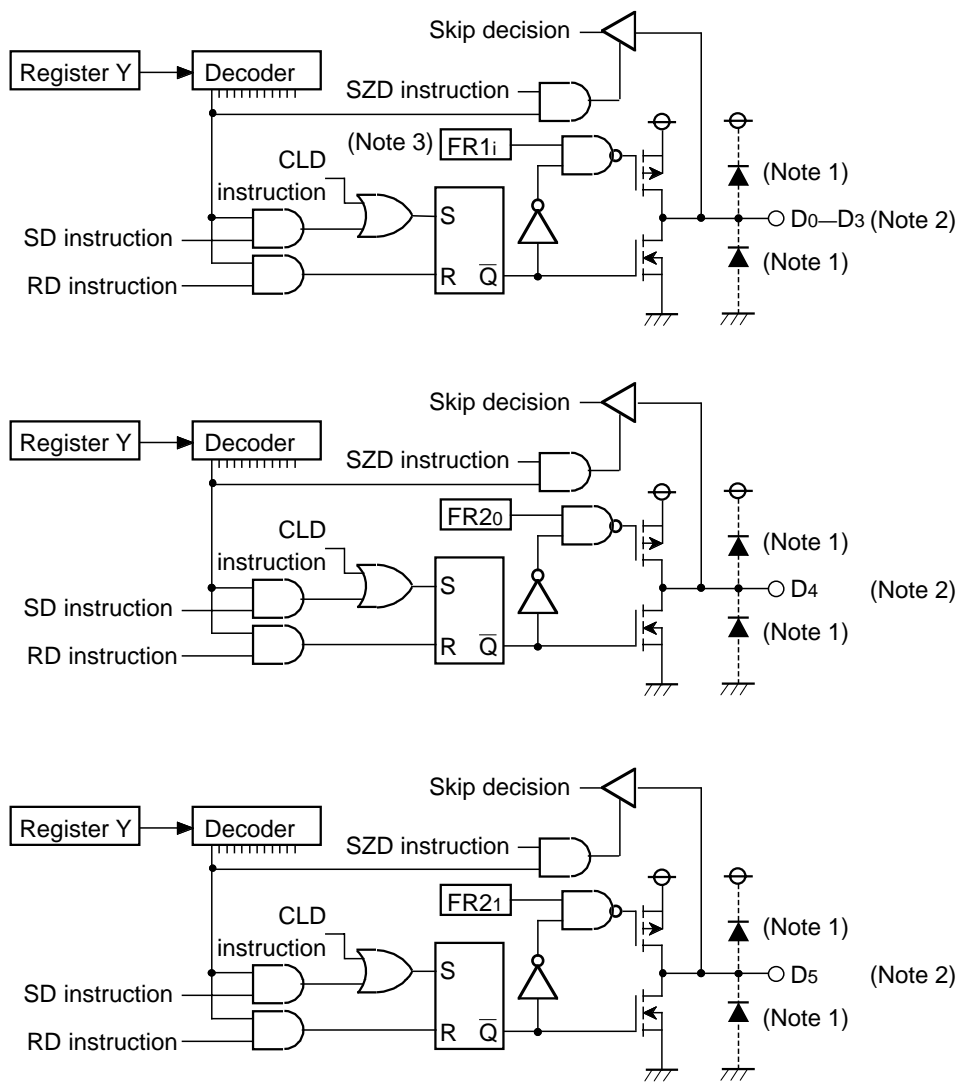 Skip decision
Register Y
Decoder
SZD instruction
(Note 3)
FR1i
CLD
instruction
(Note 1)
S
D0—D3 (Note 2)
SD instruction
(Note 1)
R Q
RD instruction
Skip decision
Register Y
Decoder
SZD instruction
FR20
CLD
instruction
(Note 1)
S
D4 (Note 2)
SD instruction
(Note 1)
R Q
RD instruction
Skip decision
Register Y
Decoder
SZD instruction
FR21
CLD
instruction
(Note 1)
S
D5 (Note 2)
SD instruction
(Note 1)
R Q
RD instruction